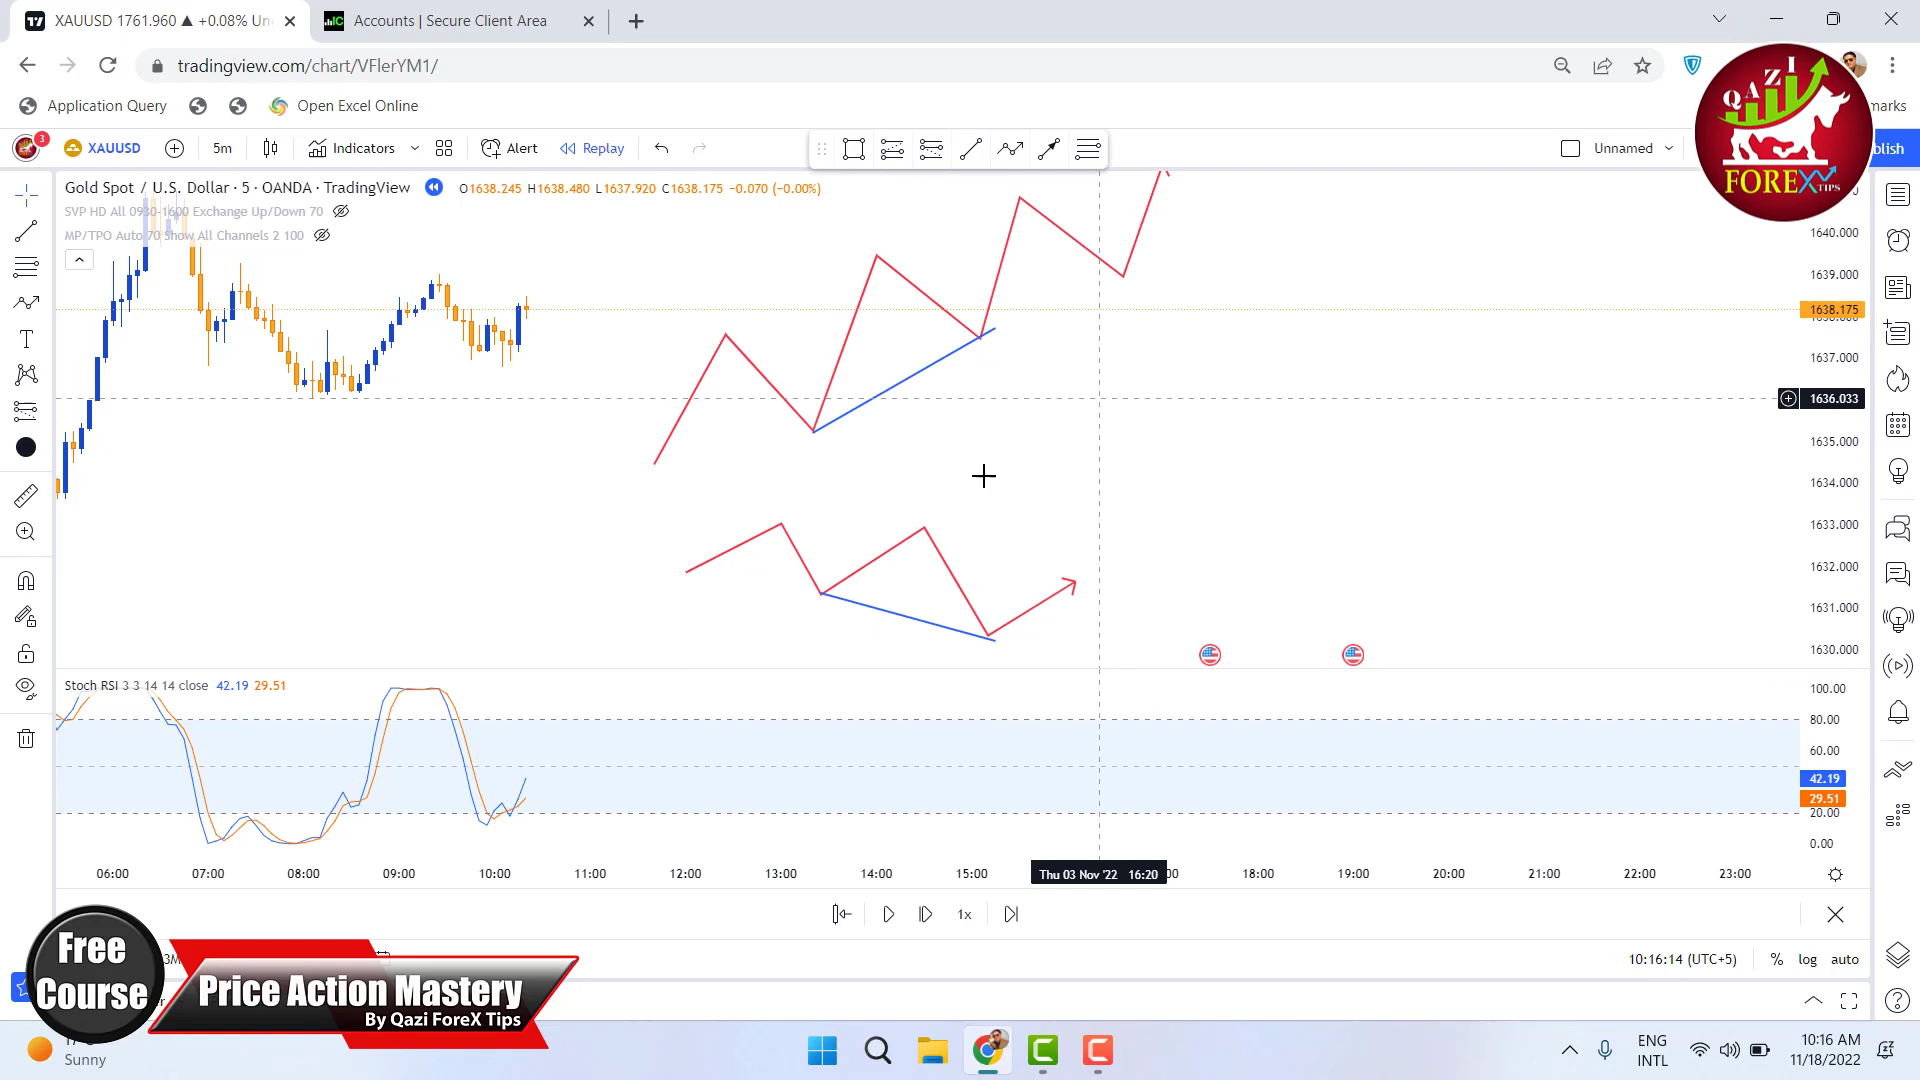 XAUUSD 1761.960 ▲ +0.08% Un
Accounts | Secure Client Area
tradingview.com/chart/VFlerYM1/
Application Query
Open Excel Online
marks
QAZI
FOREX
TIPS
3
XAUUSD
5m
Indicators
Alert
Replay
Unnamed
blish
Gold Spot / U.S. Dollar · 5 · OANDA · TradingView
O1638.245 H1638.480 L1637.920 C1638.175 −0.070 (−0.00%)
SVP HD All 0930-1600 Exchange Up/Down 70
MP/TPO Auto 70 Show All Channels 2 100
1640.000
1639.000
1638.175
1638.000
1637.000
1636.033
1635.000
1634.000
1633.000
1632.000
1631.000
1630.000
Stoch RSI 3 3 14 14 close 42.19 29.51
100.00
80.00
60.00
42.19
29.51
20.00
0.00
06:00 07:00 08:00 09:00 10:00 11:00 12:00 13:00 14:00 15:00 Thu 03 Nov '22 16:20 :00 18:00 19:00 20:00 21:00 22:00 23:00
1x
3M
10:16:14 (UTC+5) % log auto
Free
Course
Price Action Mastery
By Qazi ForeX Tips
Sunny
ENG
INTL
10:16 AM
11/18/2022